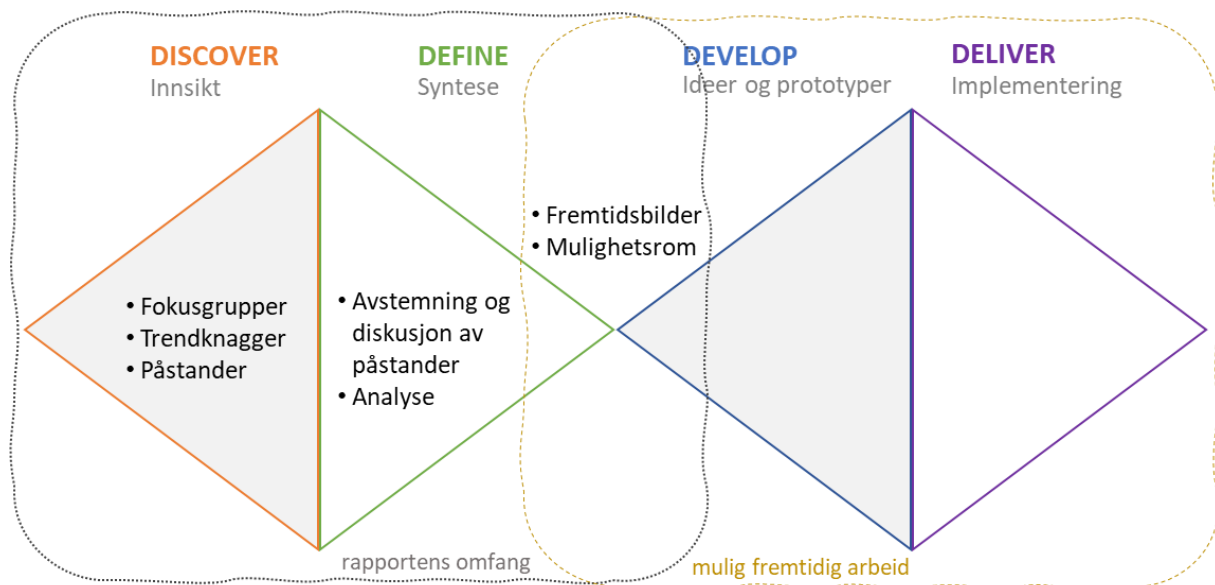 DISCOVER
Innsikt
DEFINE
Syntese
DEVELOP
Ideer og prototyper
DELIVER
Implementering
• Fremtidsbilder
• Mulighetsrom
• Fokusgrupper
• Trendknagger
• Påstander
• Avstemning og
diskusjon av
påstander
• Analyse
rapportens omfang
mulig fremtidig arbeid